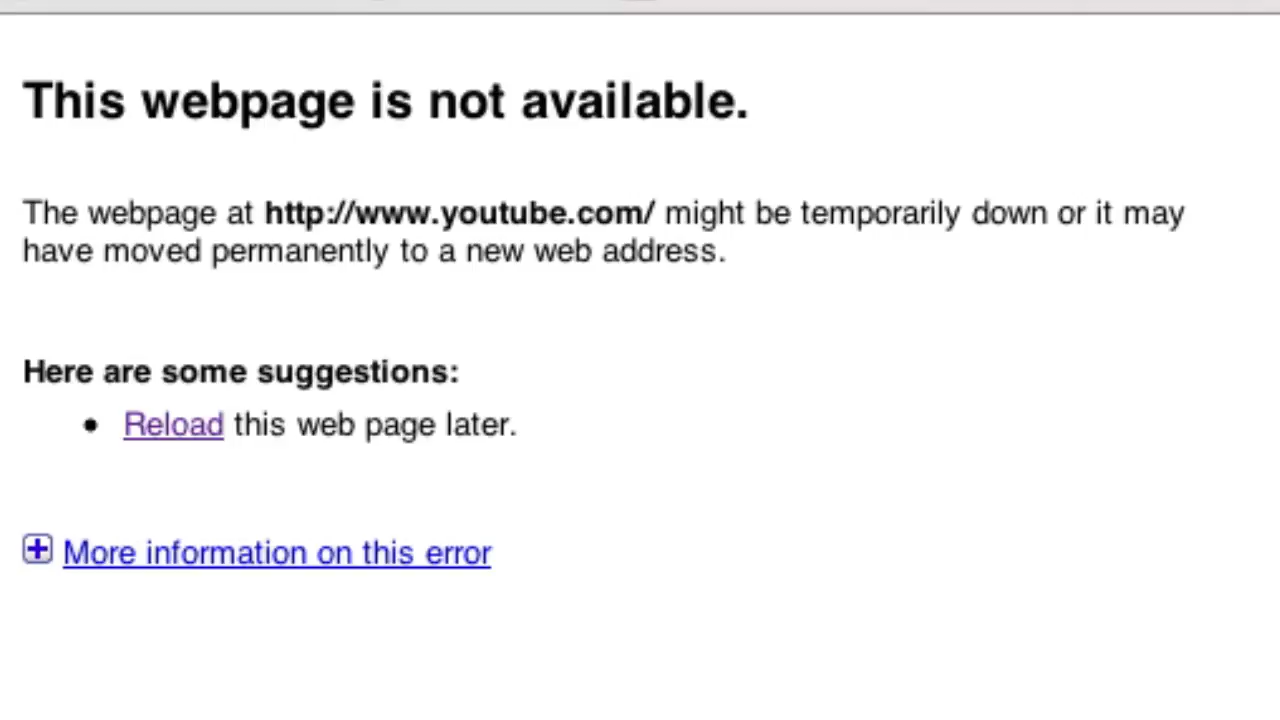 This webpage is not available.
The webpage at http://www.youtube.com/ might be temporarily down or it may
have moved permanently to a new web address.
Here are some suggestions:
Reload this web page later.
More information on this error